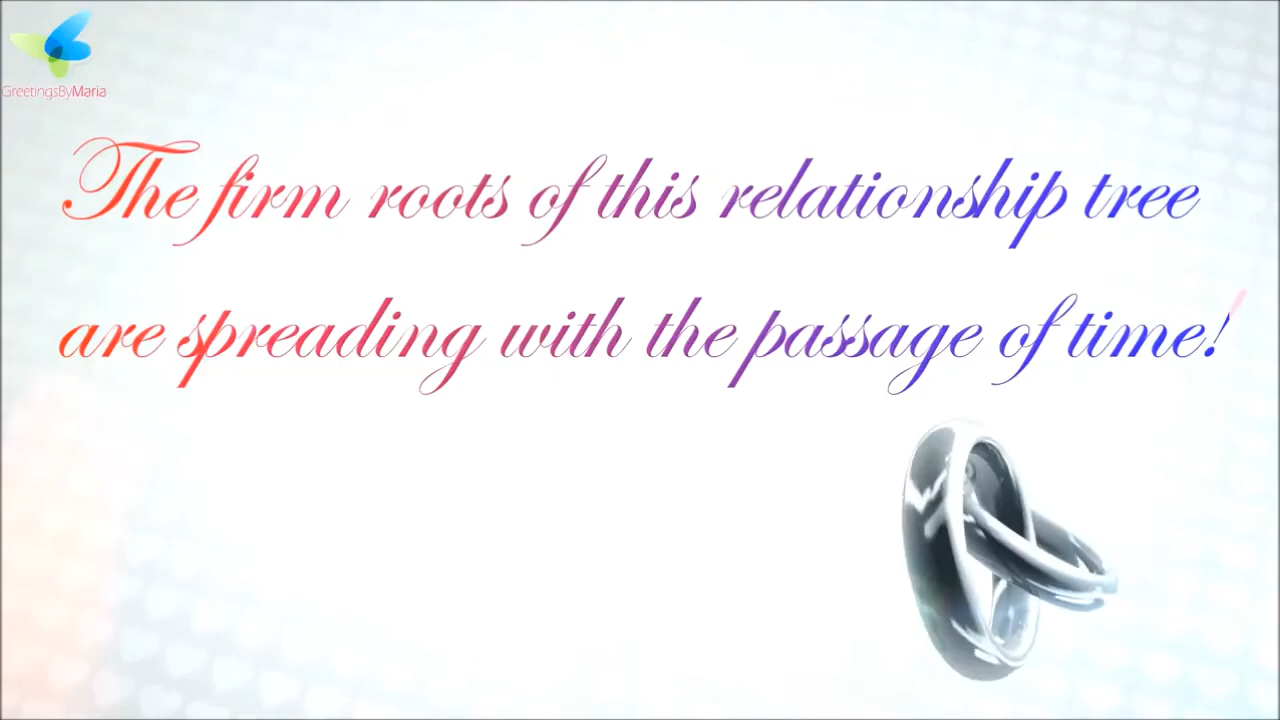 GreetingsByMaria
The firm roots of this relationship tree
are spreading with the passage of time!